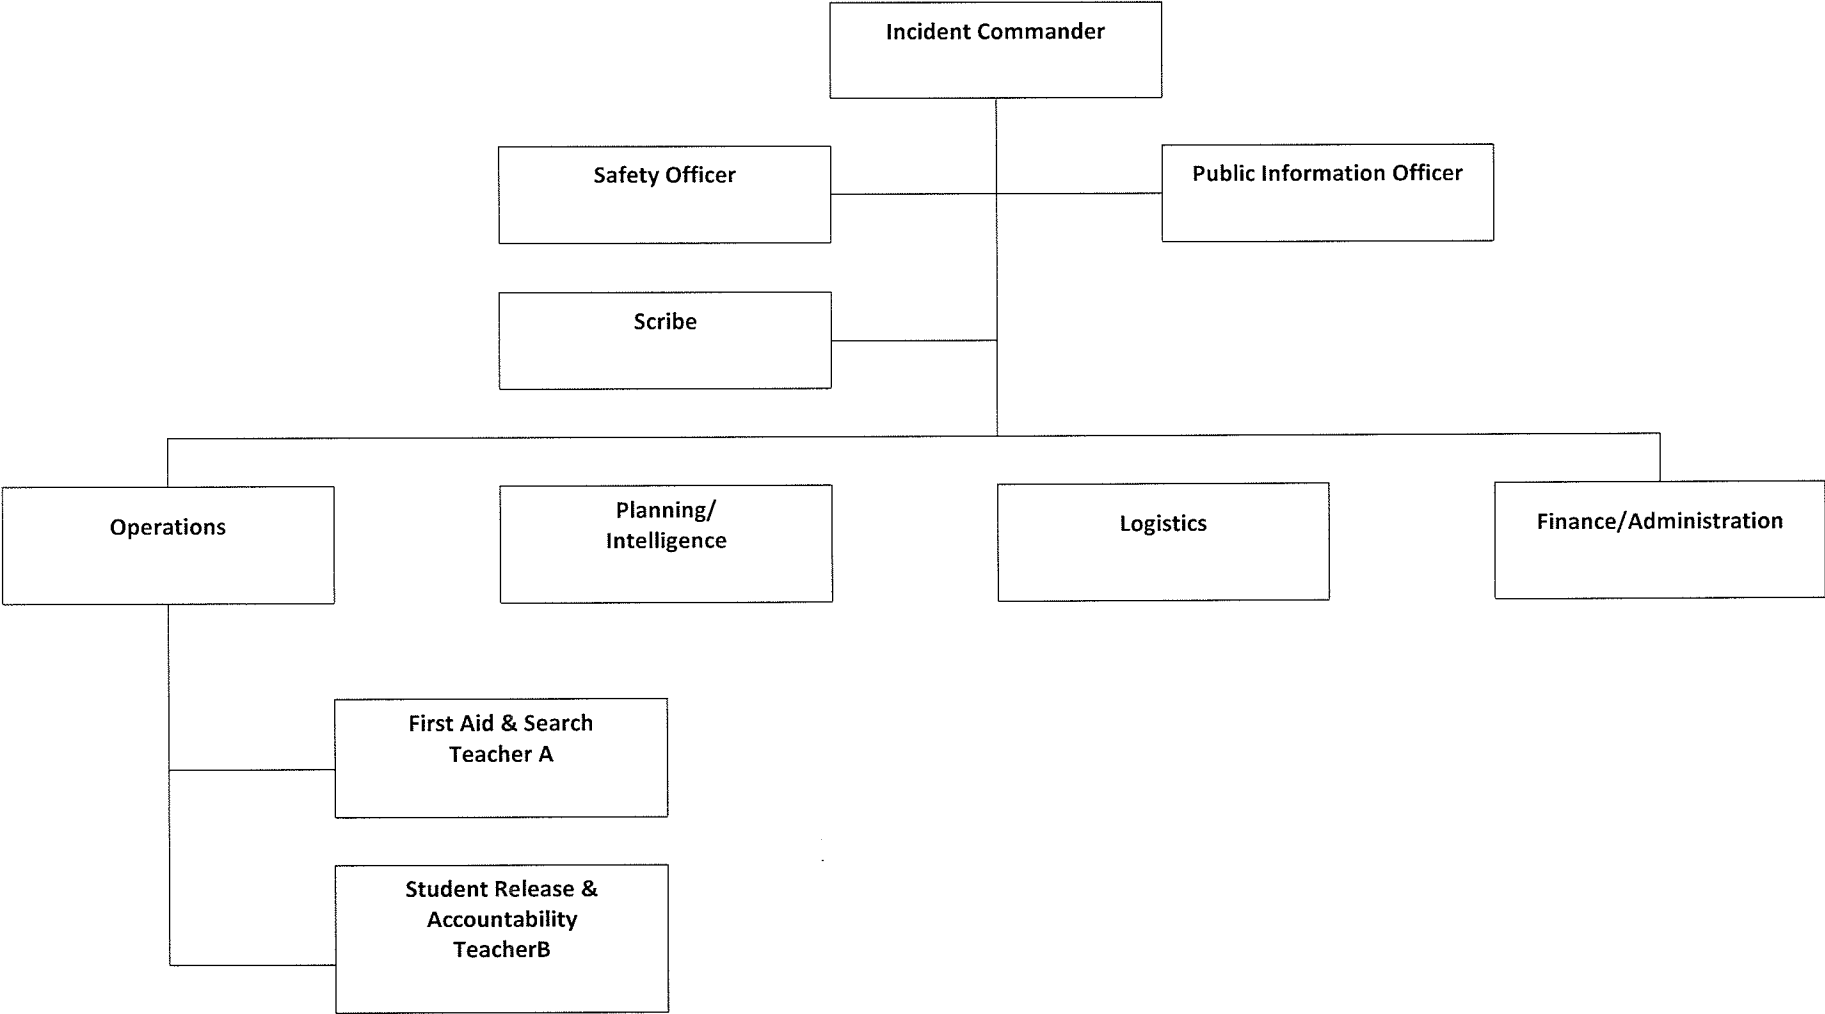 Incident Commander
Safety Officer
Public Information Officer
Scribe
Operations
Planning/
Intelligence
Logistics
Finance/Administration
First Aid & Search
Teacher A
Student Release &
Accountability
TeacherB